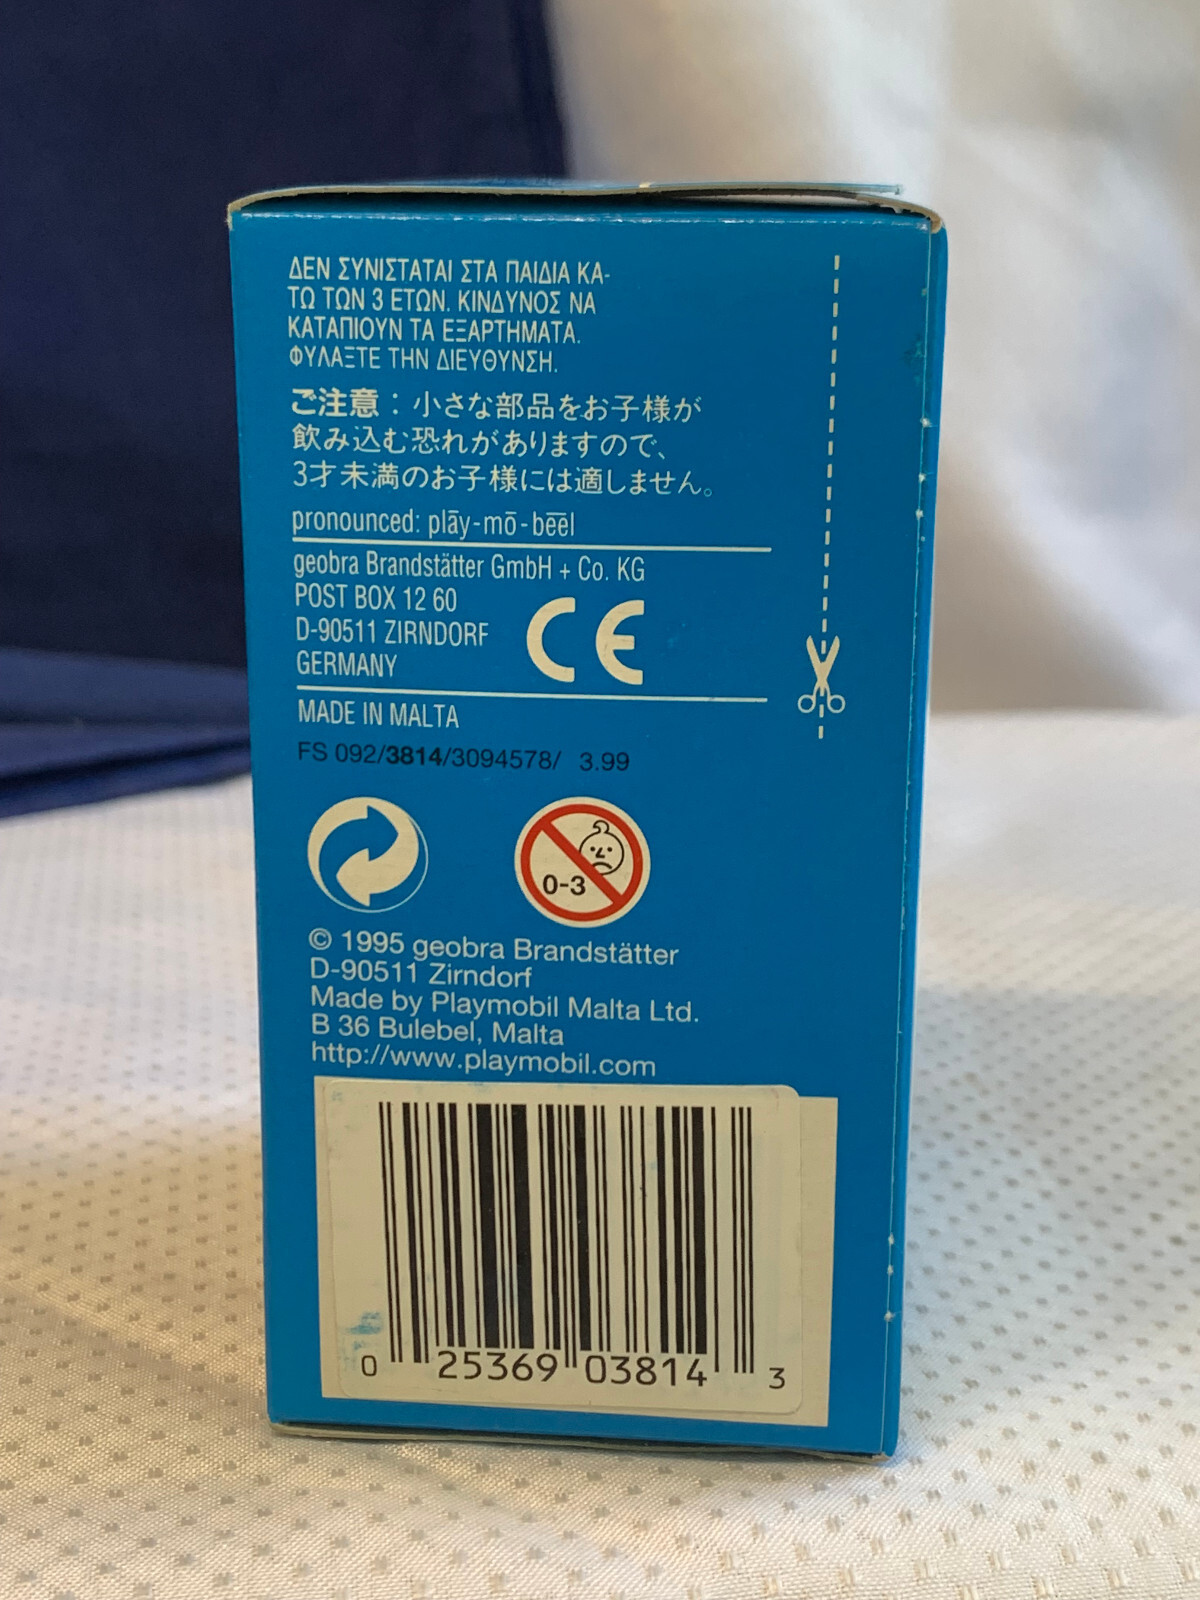 ΔΕΝ ΣΥΝΙΣΤΑΤΑΙ ΣΤΑ ΠΑΙΔΙΑ ΚΑ-
ΤΩ ΤΩΝ 3 ΕΤΩΝ. ΚΙΝΔΥΝΟΣ ΝΑ
ΚΑΤΑΠΙΟΥΝ ΤΑ ΕΞΑΡΤΗΜΑΤΑ.
ΦΥΛΑΞΤΕ ΤΗΝ ΔΙΕΥΘΥΝΣΗ.
ご注意：小さな部品をお子様が
飲み込む恐れがありますので、
3才未満のお子様には適しません。
pronounced: plāy-mō-bēēl
geobra Brandstätter GmbH + Co. KG
POST BOX 12 60
D-90511 ZIRNDORF
GERMANY
CE
MADE IN MALTA
FS 092/3814/3094578/ 3.99
0-3
© 1995 geobra Brandstätter
D-90511 Zirndorf
Made by Playmobil Malta Ltd.
B 36 Bulebel, Malta
http://www.playmobil.com
0 25369 03814 3